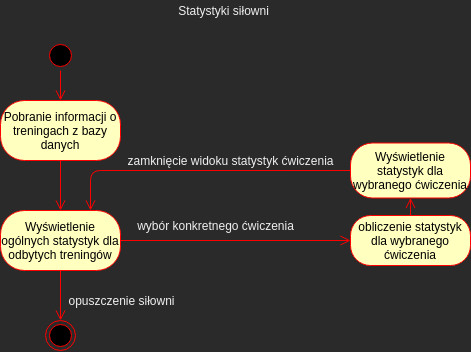 Statystyki siłowni
Pobranie informacji o
treningach z bazy
danych
zamknięcie widoku statystyk ćwiczenia
Wyświetlenie
statystyk dla
wybranego ćwiczenia
Wyświetlenie
ogólnych statystyk dla
odbytych treningów
wybór konkretnego ćwiczenia
obliczenie statystyk
dla wybranego
ćwiczenia
opuszczenie siłowni